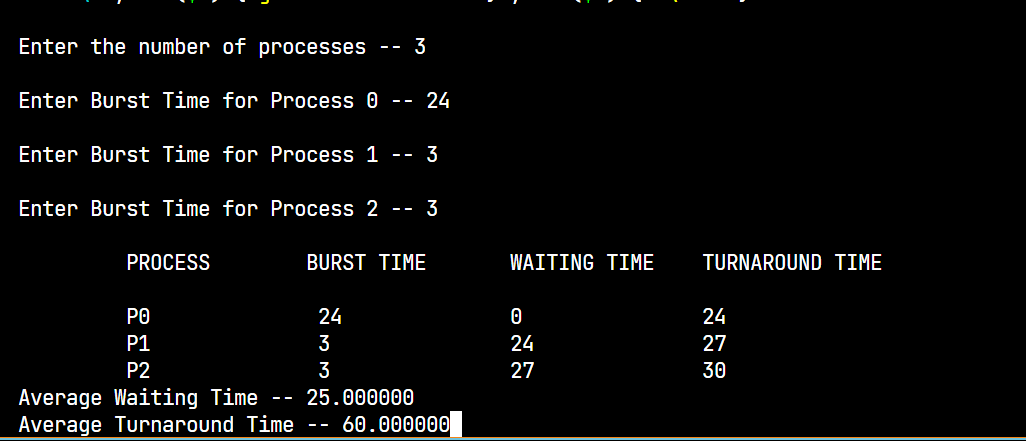 Enter the number of processes -- 3
Enter Burst Time for Process 0 -- 24
Enter Burst Time for Process 1 -- 3
Enter Burst Time for Process 2 -- 3
PROCESS BURST TIME WAITING TIME TURNAROUND TIME
P0 24 0 24
P1 3 24 27
P2 3 27 30
Average Waiting Time -- 25.000000
Average Turnaround Time -- 60.000000